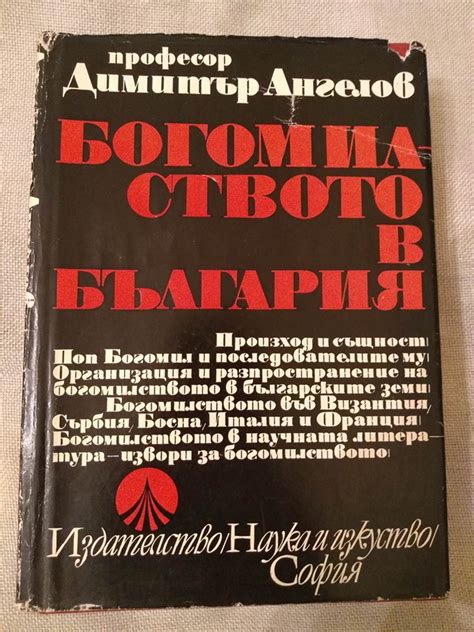 професор
Димитър Ангелов
БОГОМИЛ-
СТВОТО
В
БЪЛГАРИЯ
Произход и същност/
Поп Богомил и последователите му/
Организация и разпространение на
богомилството в българските земи/
Богомилството във Византия,
Сърбия, Босна, Италия и Франция/
Богомилството в научната литера-
тура – извори за богомилството/
Издателство/Наука и изкуство/
София